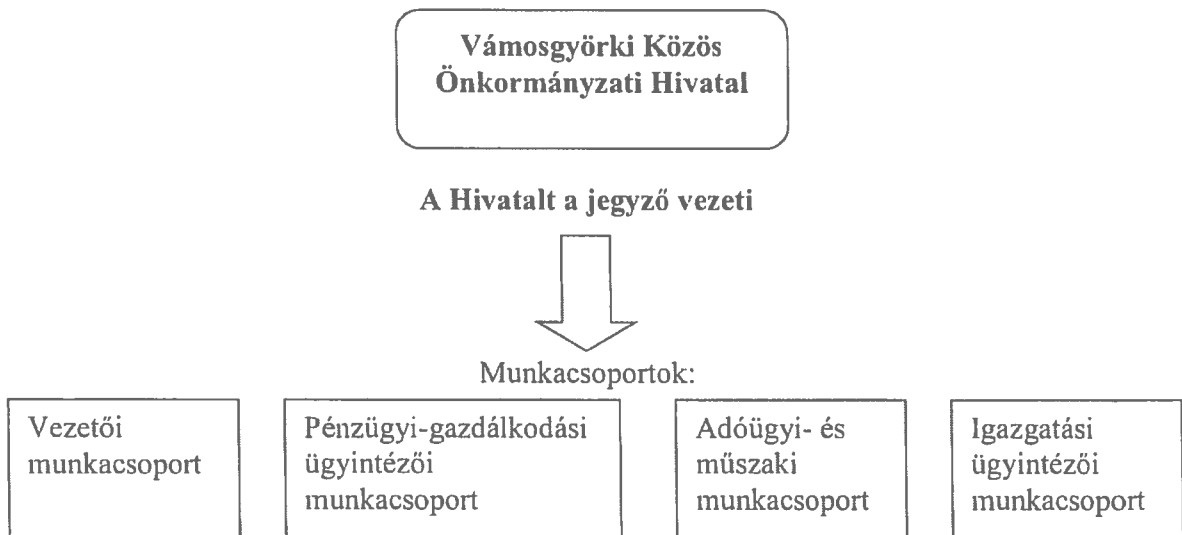 Vámosgyörki Közös
Önkormányzati Hivatal
A Hivatalt a jegyző vezeti
Munkacsoportok:
Vezetői
munkacsoport
Pénzügyi-gazdálkodási
ügyintézői
munkacsoport
Adóügyi- és
műszaki
munkacsoport
Igazgatási
ügyintézői
munkacsoport